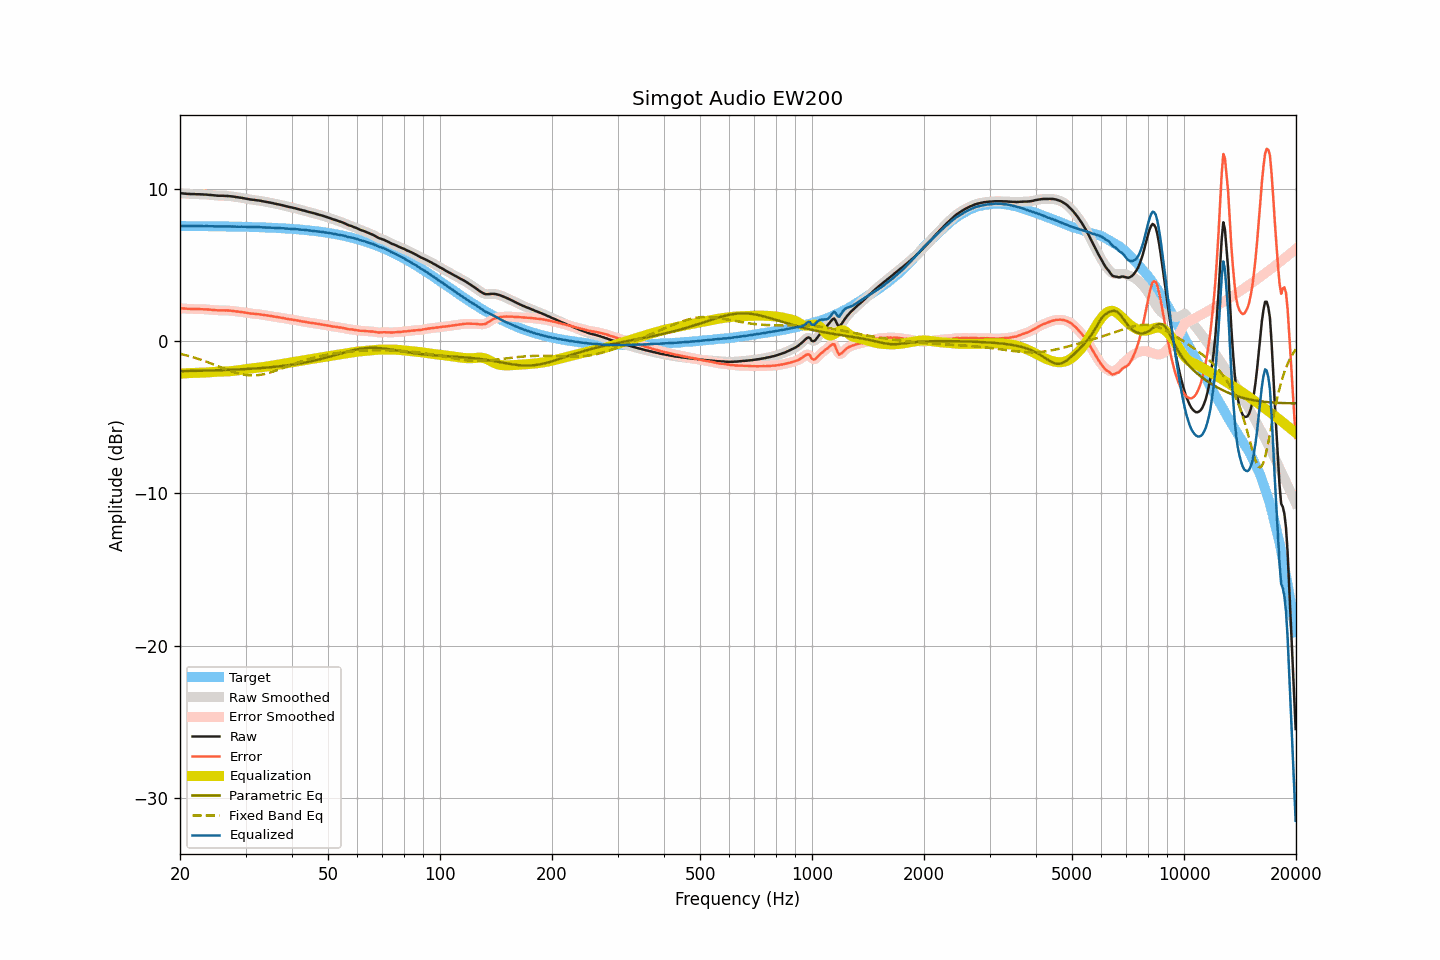 Simgot Audio EW200
Amplitude (dBr)
10
0
−10
−20
−30
Target
Raw Smoothed
Error Smoothed
Raw
Error
Equalization
Parametric Eq
Fixed Band Eq
Equalized
20 50 100 200 500 1000 2000 5000 10000 20000
Frequency (Hz)